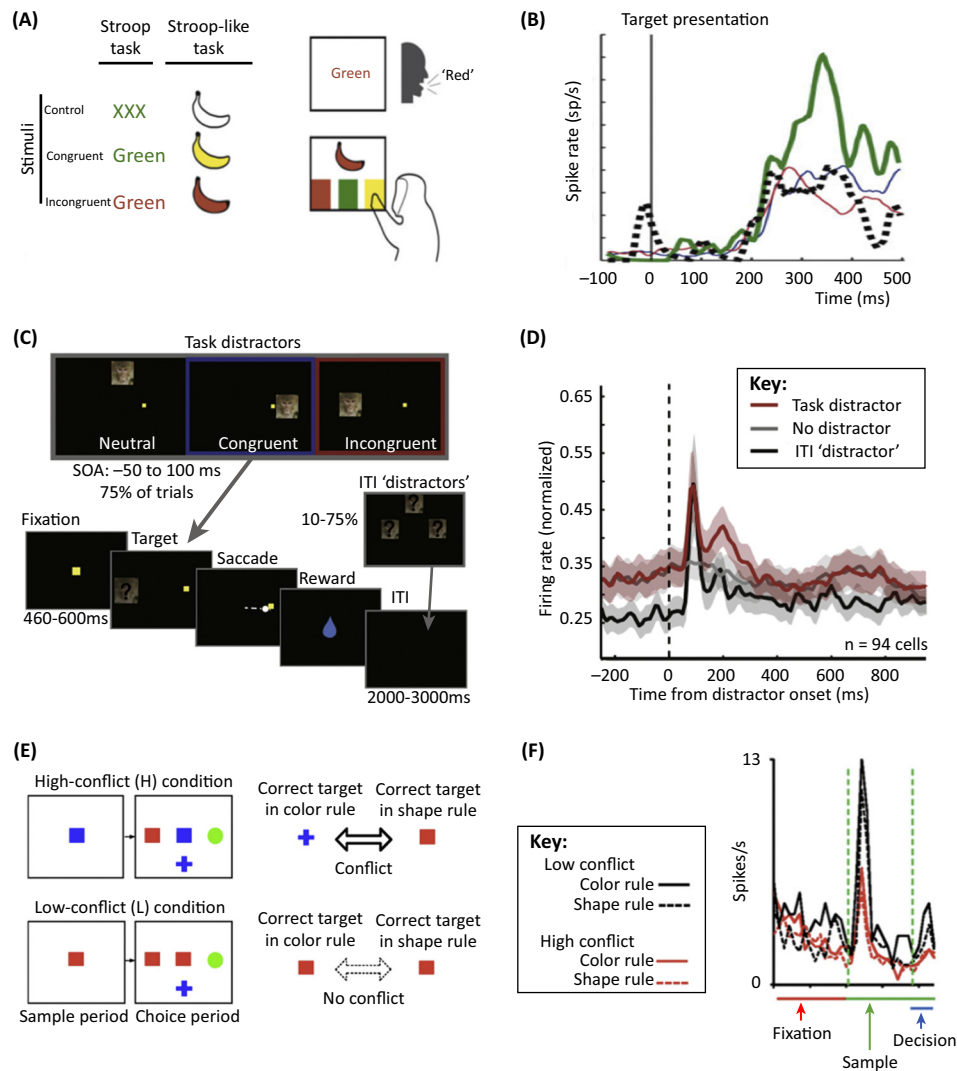 (A)
Stroop task
Stroop-like task
Stimuli
Control
XXX
Congruent
Green
Incongruent
Green
Green
‘Red’
(B)
Target presentation
Spike rate (sp/s)
–100 0 100 200 300 400 500
Time (ms)
(C)
Task distractors
Neutral
Congruent
Incongruent
SOA: –50 to 100 ms
75% of trials
ITI ‘distractors’
10-75%
? ? ?
Fixation
Target
?
Saccade
Reward
ITI
460-600ms
2000-3000ms
(D)
Key:
Task distractor
No distractor
ITI ‘distractor’
Firing rate (normalized)
0.65
0.55
0.45
0.35
0.25
n = 94 cells
–200 0 200 400 600 800
Time from distractor onset (ms)
(E)
High-conflict (H) condition
Correct target in color rule
Correct target in shape rule
Conflict
Low-conflict (L) condition
Correct target in color rule
Correct target in shape rule
No conflict
Sample period
Choice period
(F)
Key:
Low conflict
Color rule
Shape rule
High conflict
Color rule
Shape rule
Spikes/s
13
0
Fixation
Sample
Decision